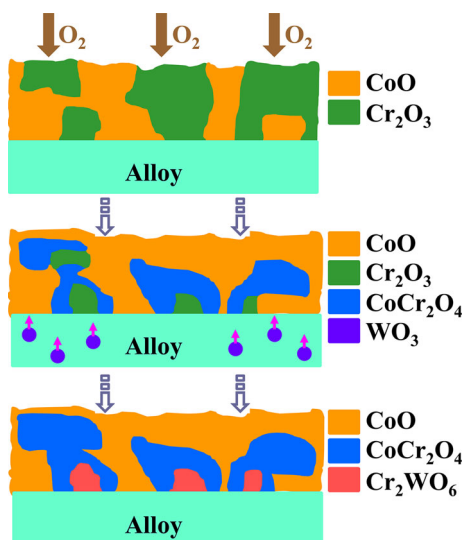 O₂ O₂ O₂
CoO
Cr₂O₃
Alloy
CoO
Cr₂O₃
CoCr₂O₄
WO₃
Alloy
CoO
CoCr₂O₄
Cr₂WO₆
Alloy